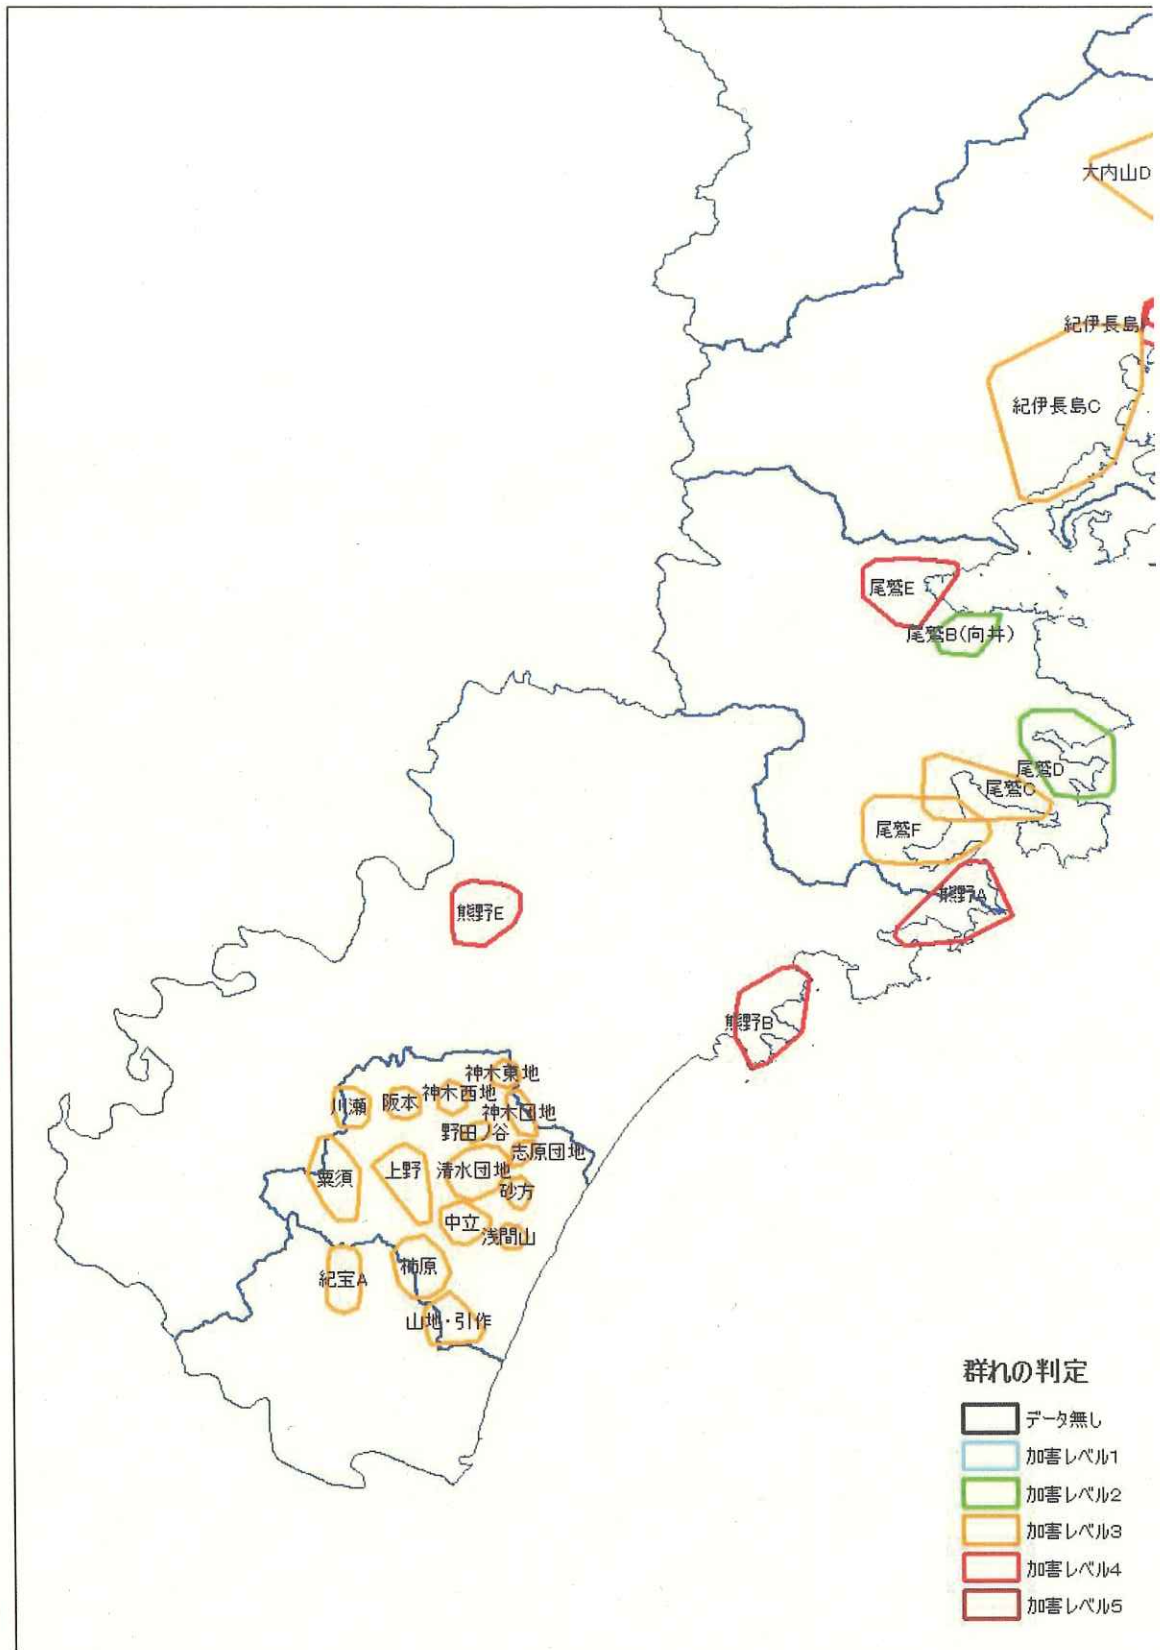 大内山D
紀伊長島
紀伊長島C
尾鷲E
尾鷲B(向井)
尾鷲D
尾鷲C
尾鷲F
熊野A
熊野E
熊野B
神木東地
神木西地
川瀬
阪本
神木団地
野田ノ谷
志原団地
粟須
上野
清水団地
砂方
中立
浅間山
柿原
紀宝A
山地・引作
群れの判定
データ無し
加害レベル1
加害レベル2
加害レベル3
加害レベル4
加害レベル5